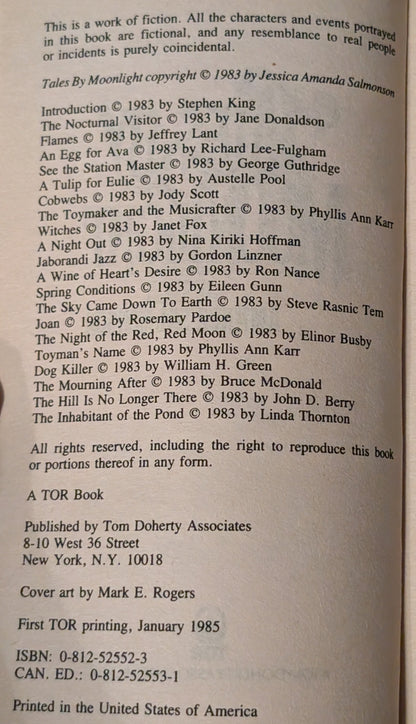 This is a work of fiction. All the characters and events portrayed
in this book are fictional, and any resemblance to real people
or incidents is purely coincidental.
Tales By Moonlight copyright © 1983 by Jessica Amanda Salmonson
Introduction © 1983 by Stephen King
The Nocturnal Visitor © 1983 by Jane Donaldson
Flames © 1983 by Jeffrey Lant
An Egg for Ava © 1983 by Richard Lee-Fulgham
See the Station Master © 1983 by George Guthridge
A Tulip for Eulie © 1983 by Austelle Pool
Cobwebs © 1983 by Jody Scott
The Toymaker and the Musicrafter © 1983 by Phyllis Ann Karr
Witches © 1983 by Janet Fox
A Night Out © 1983 by Nina Kiriki Hoffman
Jaborandi Jazz © 1983 by Gordon Linzner
A Wine of Heart's Desire © 1983 by Ron Nance
Spring Conditions © 1983 by Eileen Gunn
The Sky Came Down To Earth © 1983 by Steve Rasnic Tem
Joan © 1983 by Rosemary Pardoe
The Night of the Red, Red Moon © 1983 by Elinor Busby
Toyman's Name © 1983 by Phyllis Ann Karr
Dog Killer © 1983 by William H. Green
The Mourning After © 1983 by Bruce McDonald
The Hill Is No Longer There © 1983 by John D. Berry
The Inhabitant of the Pond © 1983 by Linda Thornton
All rights reserved, including the right to reproduce this book
or portions thereof in any form.
A TOR Book
Published by Tom Doherty Associates
8-10 West 36 Street
New York, N.Y. 10018
Cover art by Mark E. Rogers
First TOR printing, January 1985
ISBN: 0-812-52552-3
CAN. ED.: 0-812-52553-1
Printed in the United States of America